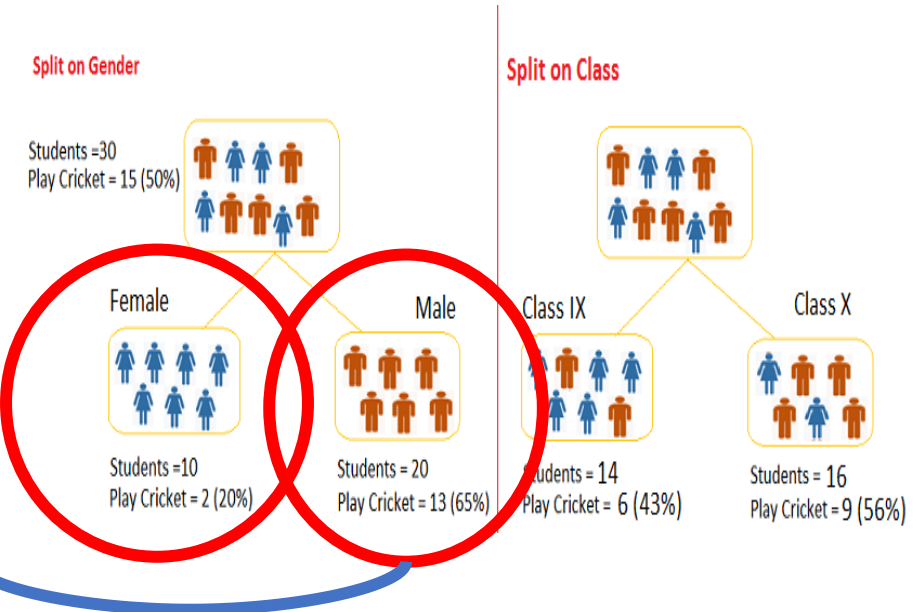 Split on Gender
Students =30
Play Cricket = 15 (50%)
Female
Male
Students =10
Play Cricket = 2 (20%)
Students = 20
Play Cricket = 13 (65%)
Split on Class
Class IX
Class X
Students = 14
Play Cricket = 6 (43%)
Students = 16
Play Cricket = 9 (56%)